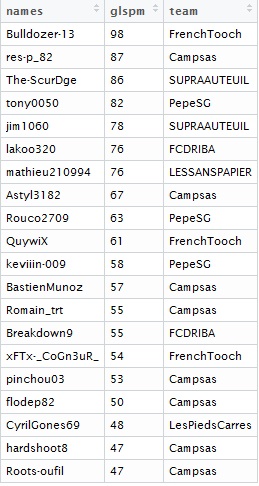 names glspm team
Bulldozer-13 98 FrenchTooch
res-p_82 87 Campsas
The-ScurDge 86 SUPRAAUTEUIL
tony0050 82 PepeSG
jim1060 78 SUPRAAUTEUIL
lakoo320 76 FCDRIBA
mathieu210994 76 LESSANSPAPIER
Astyl3182 67 Campsas
Rouco2709 63 PepeSG
QuywiX 61 FrenchTooch
keviiin-009 58 PepeSG
BastienMunoz 57 Campsas
Romain_trt 55 Campsas
Breakdown9 55 FCDRIBA
xFTx-_CoGn3uR_ 54 FrenchTooch
pinchou03 53 Campsas
flodep82 50 Campsas
CyrilGones69 48 LesPiedsCarres
hardshoot8 47 Campsas
Roots-oufil 47 Campsas